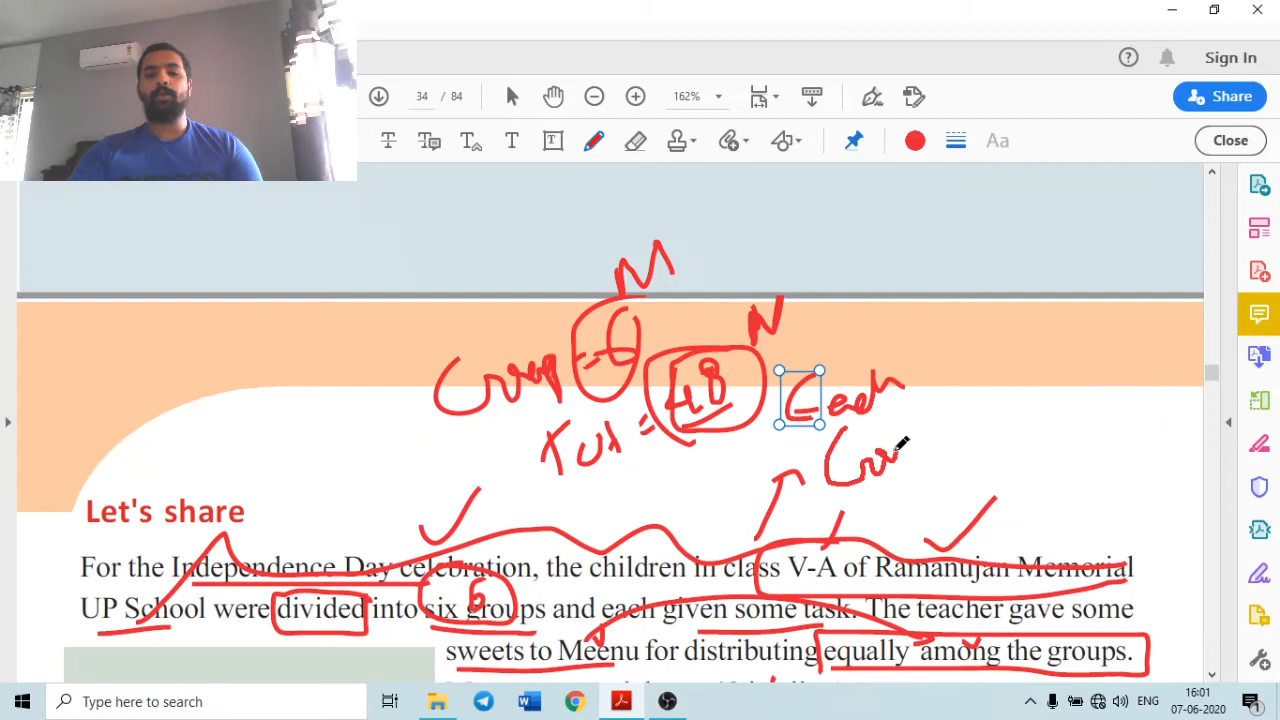 Sign In
34 / 84
162%
Share
T
T
Aa
Close
M
N
Group = 6
48
Each
Tot =
Let's share
For the Independence Day celebration, the children in class V-A of Ramanujan Memorial
UP School were divided into six groups and each given some task. The teacher gave some
6
sweets to Meenu for distributing equally among the groups.
Type here to search
ENG
16:01
07-06-2020